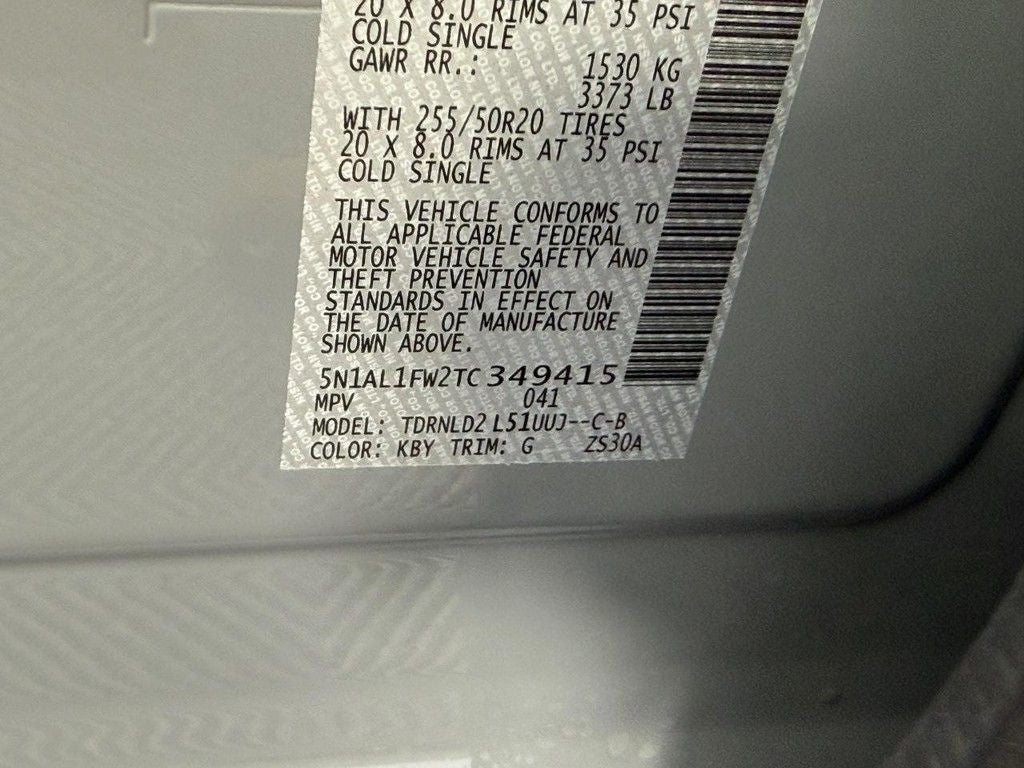 20 X 8.0 RIMS AT 35 PSI
COLD SINGLE
GAWR RR.: 1530 KG
3373 LB
WITH 255/50R20 TIRES
20 X 8.0 RIMS AT 35 PSI
COLD SINGLE
THIS VEHICLE CONFORMS TO
ALL APPLICABLE FEDERAL
MOTOR VEHICLE SAFETY AND
THEFT PREVENTION
STANDARDS IN EFFECT ON
THE DATE OF MANUFACTURE
SHOWN ABOVE.
5N1AL1FW2TC 349415
MPV 041
MODEL: TDRNLD2 L51UUJ--C-B
COLOR: KBY TRIM: G ZS30A